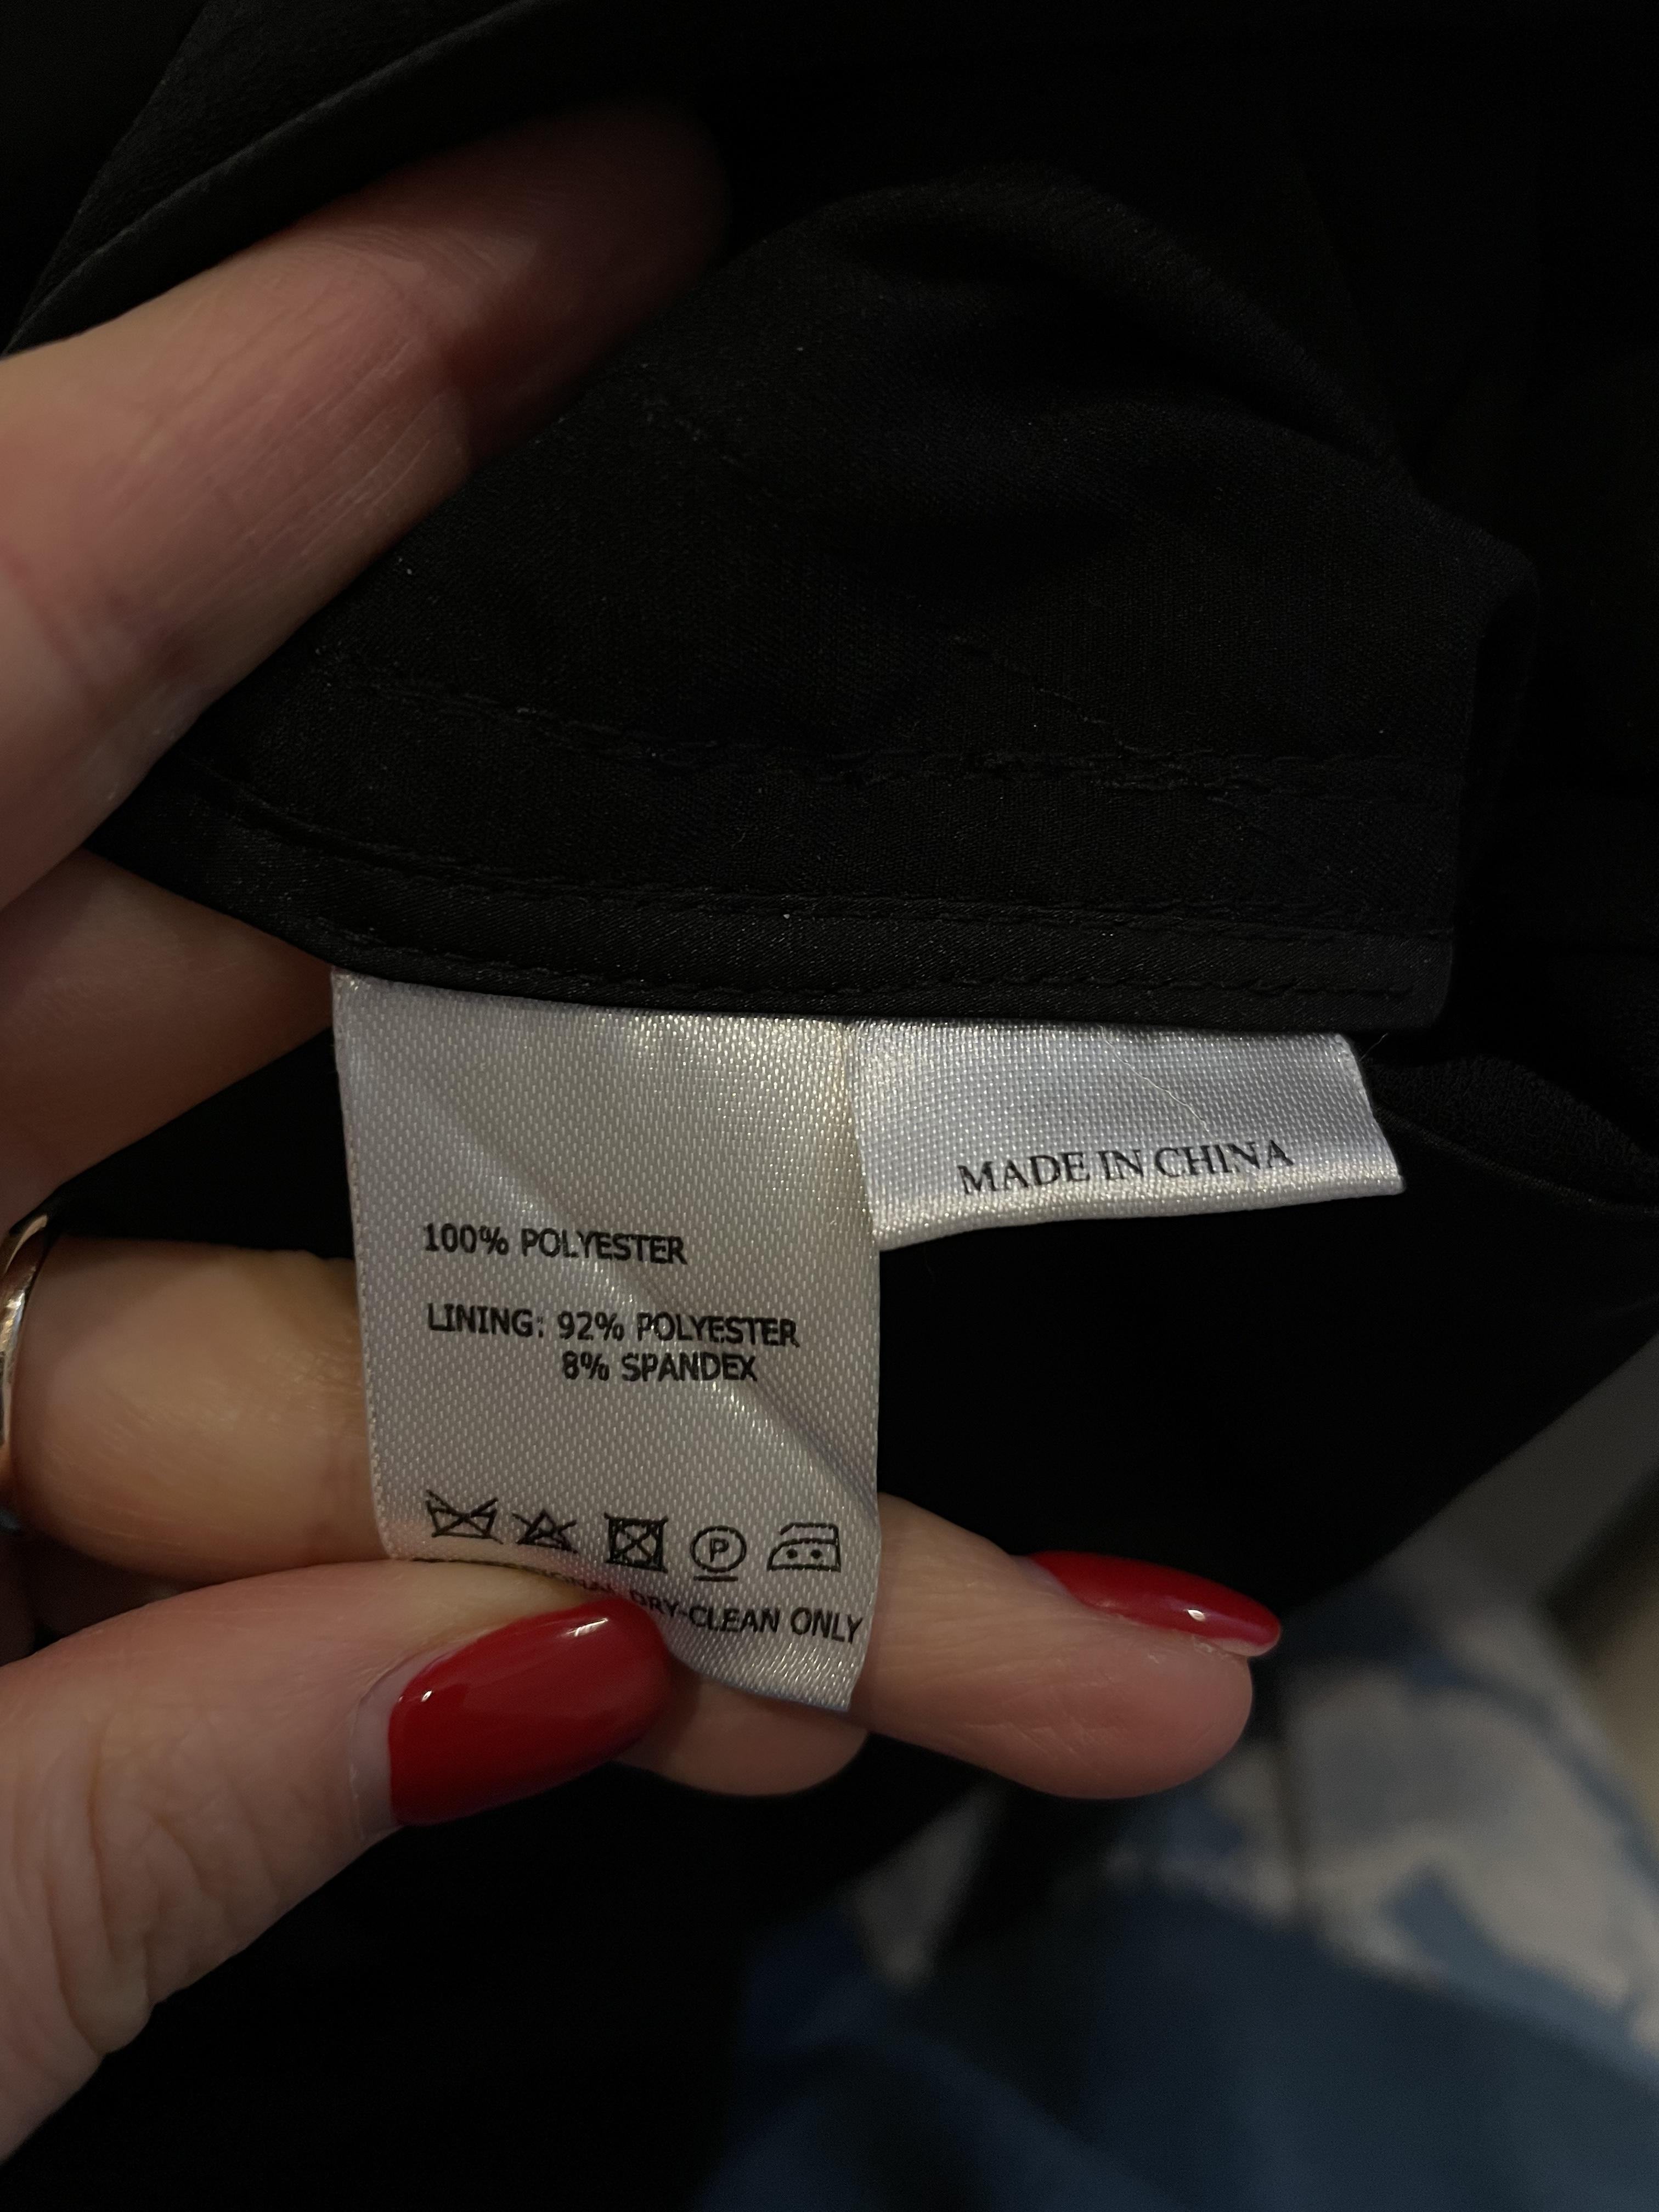 100% POLYESTER
LINING: 92% POLYESTER
8% SPANDEX
P
DRY-CLEAN ONLY
MADE IN CHINA